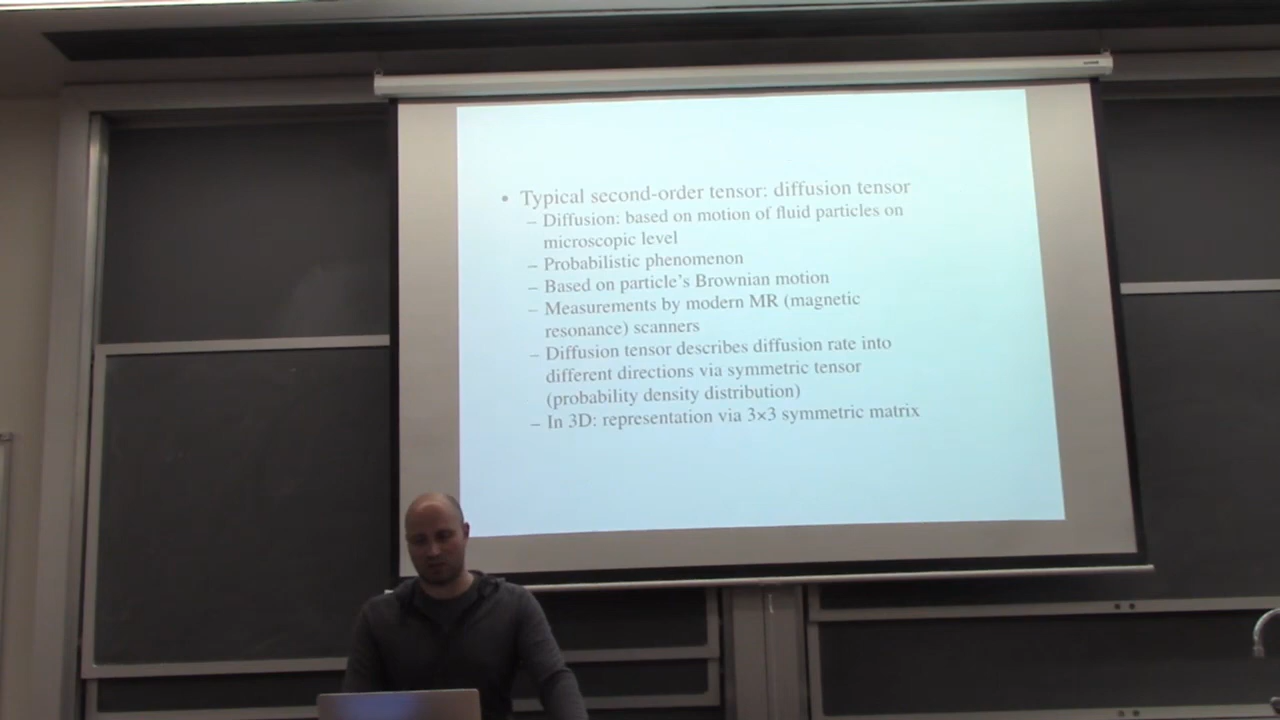 • Typical second-order tensor: diffusion tensor
– Diffusion: based on motion of fluid particles on
microscopic level
– Probabilistic phenomenon
– Based on particle's Brownian motion
– Measurements by modern MR (magnetic
resonance) scanners
– Diffusion tensor describes diffusion rate into
different directions via symmetric tensor
(probability density distribution)
– In 3D: representation via 3×3 symmetric matrix